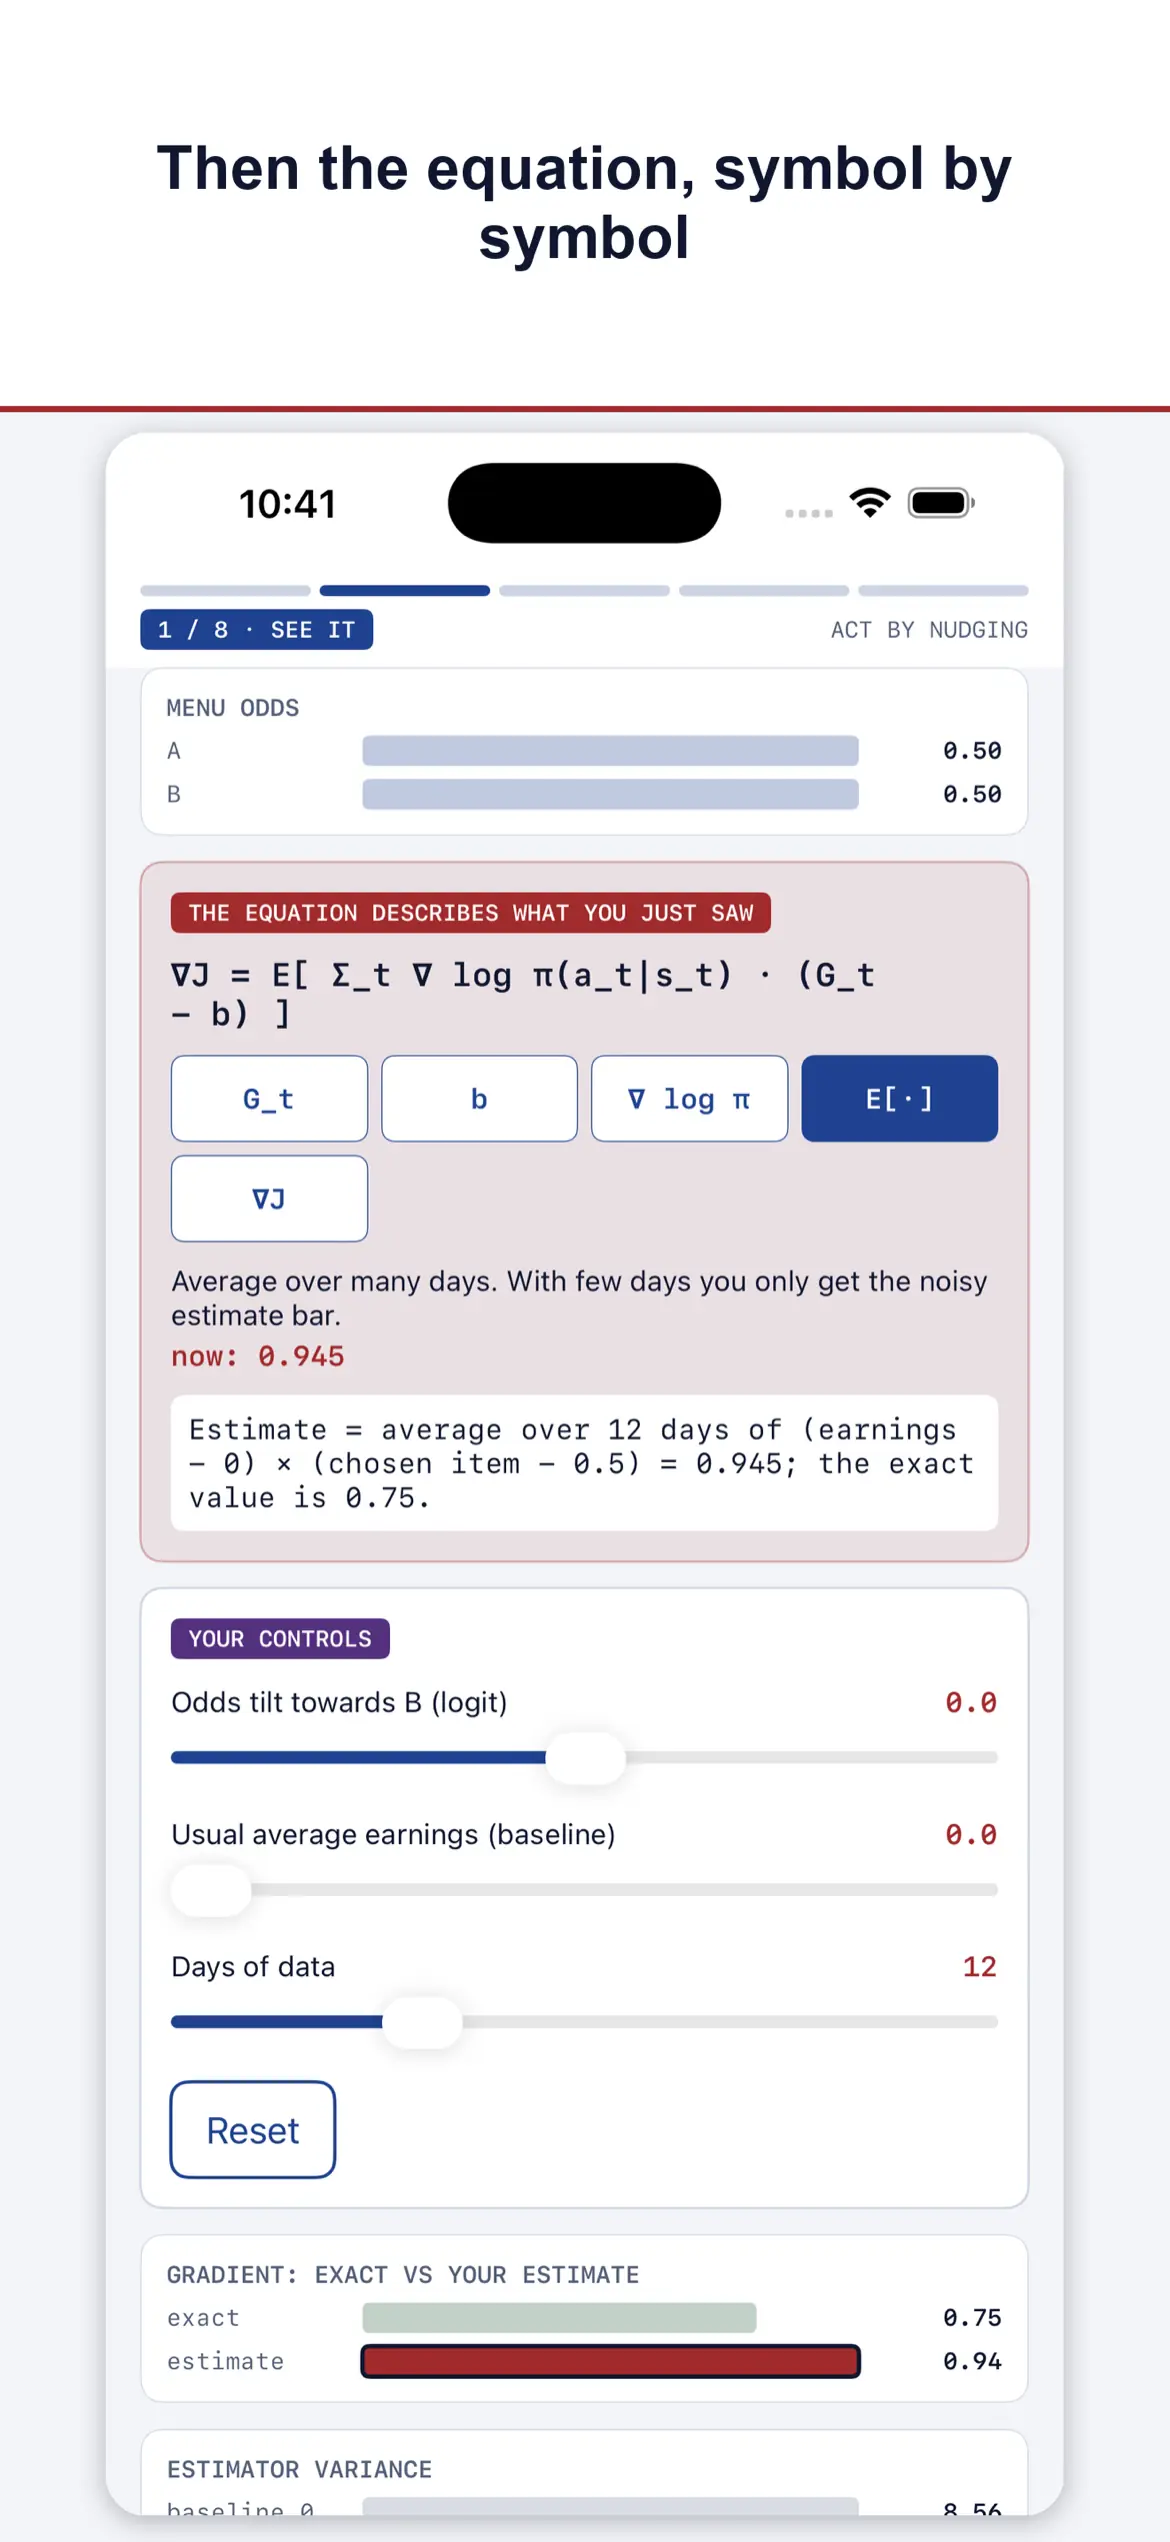 Then the equation, symbol by
symbol
10:41
1 / 8 · SEE IT
ACT BY NUDGING
MENU ODDS
A 0.50
B 0.50
THE EQUATION DESCRIBES WHAT YOU JUST SAW
∇J = E[ Σ_t ∇ log π(a_t|s_t) · (G_t
− b) ]
G_t b ∇ log π E[·]
∇J
Average over many days. With few days you only get the noisy
estimate bar.
now: 0.945
Estimate = average over 12 days of (earnings
− 0) × (chosen item − 0.5) = 0.945; the exact
value is 0.75.
YOUR CONTROLS
Odds tilt towards B (logit) 0.0
Usual average earnings (baseline) 0.0
Days of data 12
Reset
GRADIENT: EXACT VS YOUR ESTIMATE
exact 0.75
estimate 0.94
ESTIMATOR VARIANCE
baseline 0 8.56